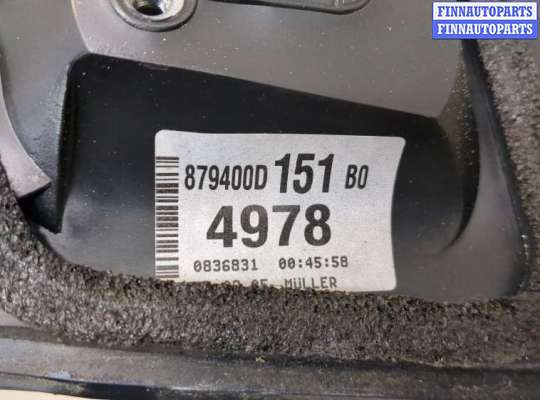 FINNAUTOPARTS
FINNAUTOPARTS
879400D 151 B0
4978
0836831 00:45:58
MULLER